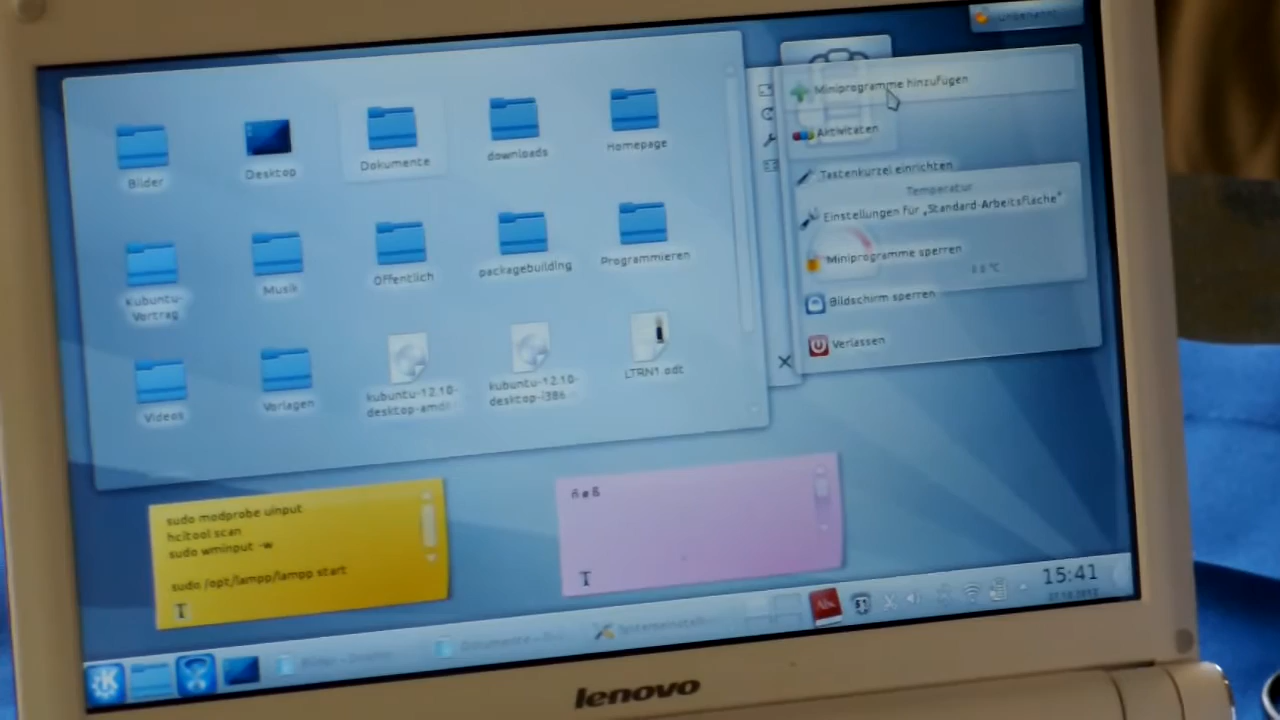 Unbenannt
Miniprogramme hinzufügen
Aktivitäten
Tastenkürzel einrichten
Temperatur
Einstellungen für „Standard-Arbeitsfläche“
Miniprogramme sperren
Bildschirm sperren
Verlassen
Bilder
Desktop
Dokumente
downloads
Homepage
Kubuntu-
Vortrag
Musik
Öffentlich
packagebuilding
Programmieren
Videos
Vorlagen
kubuntu-12.10-
desktop-amd
kubuntu-12.10-
desktop-i386
LTRN1.odt
sudo modprobe uinput
hcitool scan
sudo wminput -w
sudo /opt/lampp/lampp start
T
T
15:41
lenovo